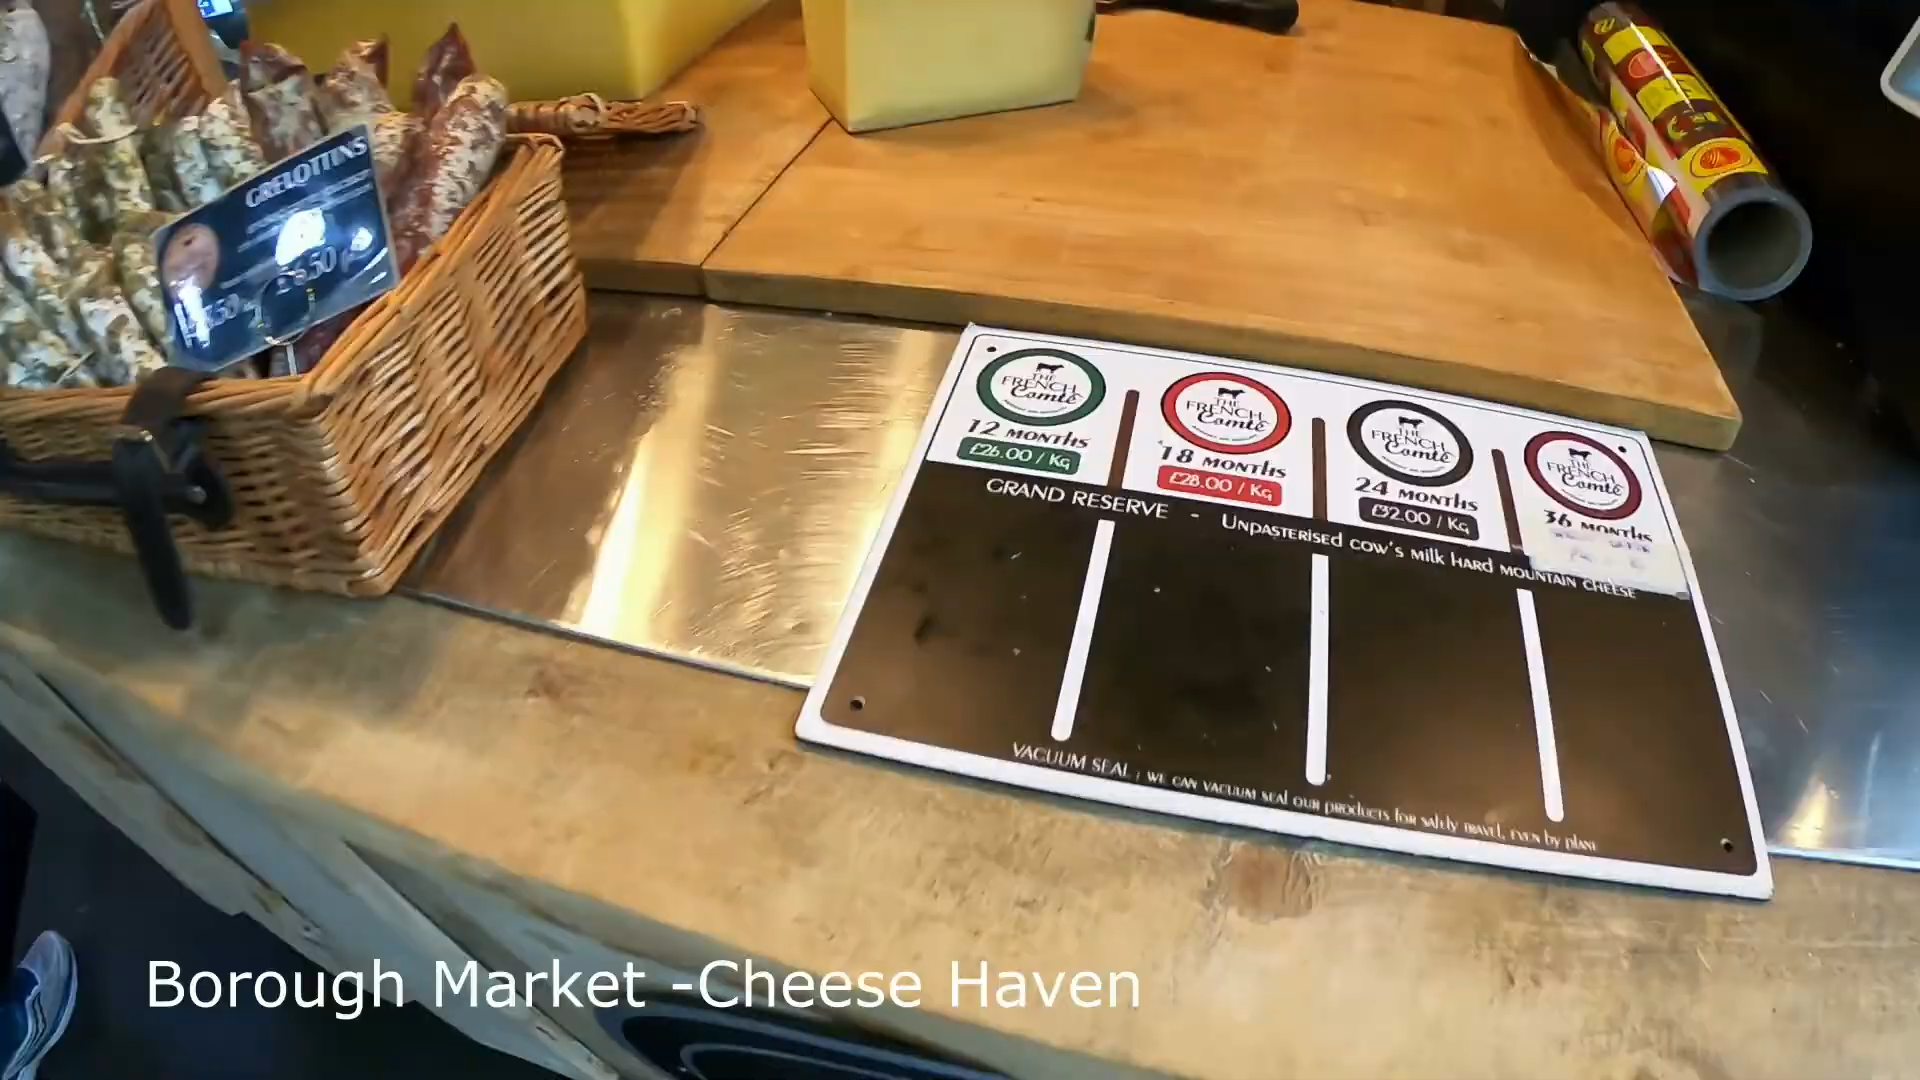 GRELOTTINS
£6.50
THE
FRENCH
Comté
12 MONTHS
£26.00 / Kg
THE
FRENCH
Comté
18 MONTHS
£28.00 / Kg
THE
FRENCH
Comté
24 MONTHS
£32.00 / Kg
THE
FRENCH
Comté
36 MONTHS
GRAND RESERVE - UNPASTERISED COW'S MILK HARD MOUNTAIN CHEESE
VACUUM SEAL : WE CAN VACUUM SEAL OUR PRODUCTS FOR SAFELY TRAVEL, EVEN BY PLANE
Borough Market -Cheese Haven